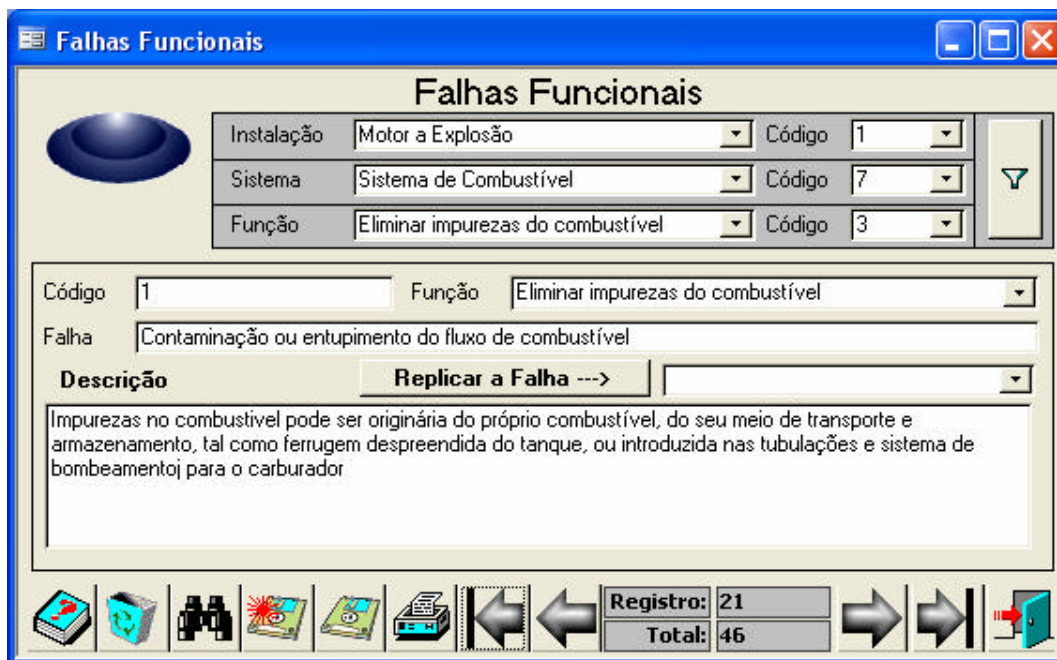 Falhas Funcionais
Falhas Funcionais
Instalação Motor a Explosão Código 1
Sistema Sistema de Combustível Código 7
Função Eliminar impurezas do combustível Código 3
Código 1 Função Eliminar impurezas do combustível
Falha Contaminação ou entupimento do fluxo de combustível
Descrição Replicar a Falha --->
Impurezas no combustivel pode ser originária do próprio combustível, do seu meio de transporte e
armazenamento, tal como ferrugem despreendida do tanque, ou introduzida nas tubulações e sistema de
bombeamentoj para o carburador
Registro: 21
Total: 46